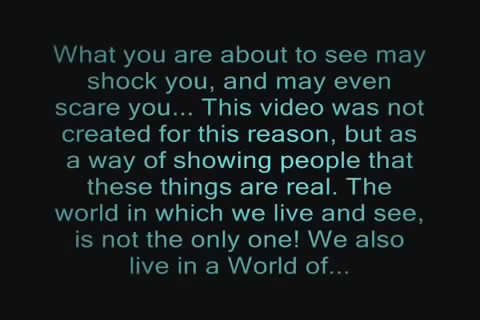 What you are about to see may
shock you, and may even
scare you... This video was not
created for this reason, but as
a way of showing people that
these things are real. The
world in which we live and see,
is not the only one! We also
live in a World of...